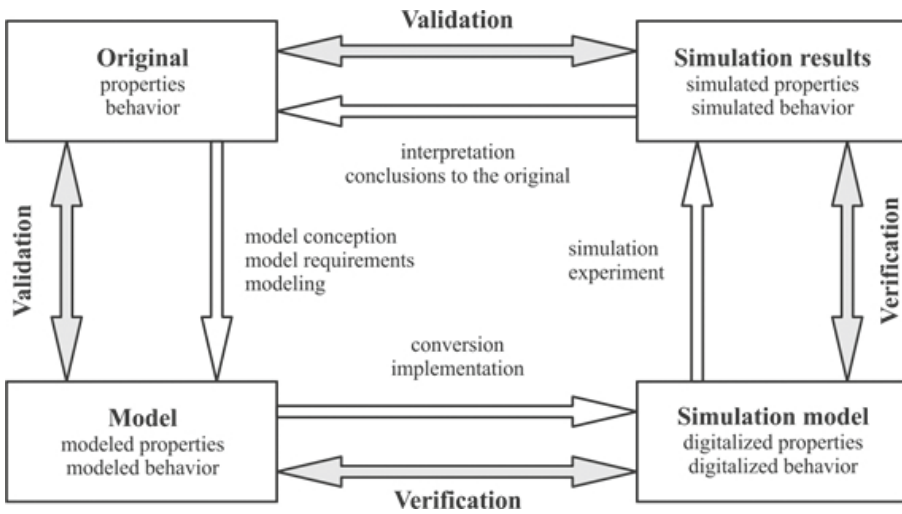 Validation
Original
properties
behavior
Simulation results
simulated properties
simulated behavior
interpretation
conclusions to the original
Validation
model conception
model requirements
modeling
simulation
experiment
Verification
conversion
implementation
Model
modeled properties
modeled behavior
Simulation model
digitalized properties
digitalized behavior
Verification